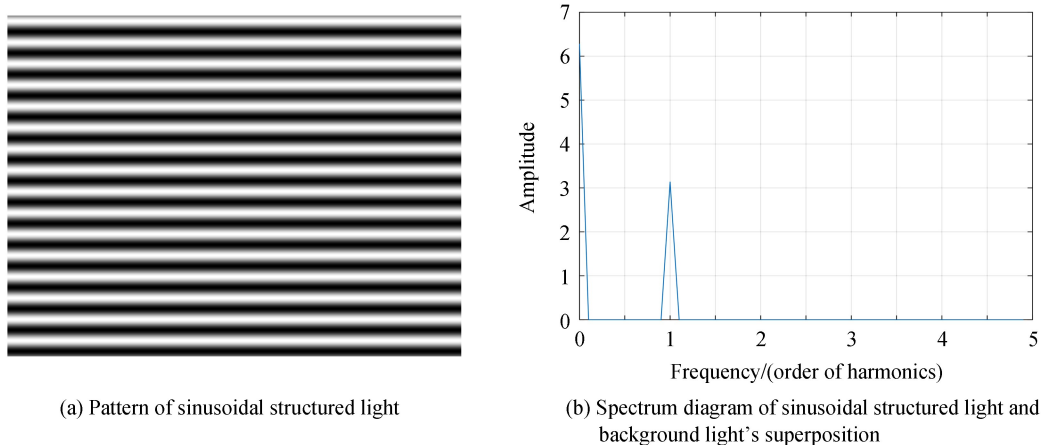 7
6
5
4
3
2
1
0
Amplitude
0 1 2 3 4 5
Frequency/(order of harmonics)
(a) Pattern of sinusoidal structured light
(b) Spectrum diagram of sinusoidal structured light and
background light's superposition